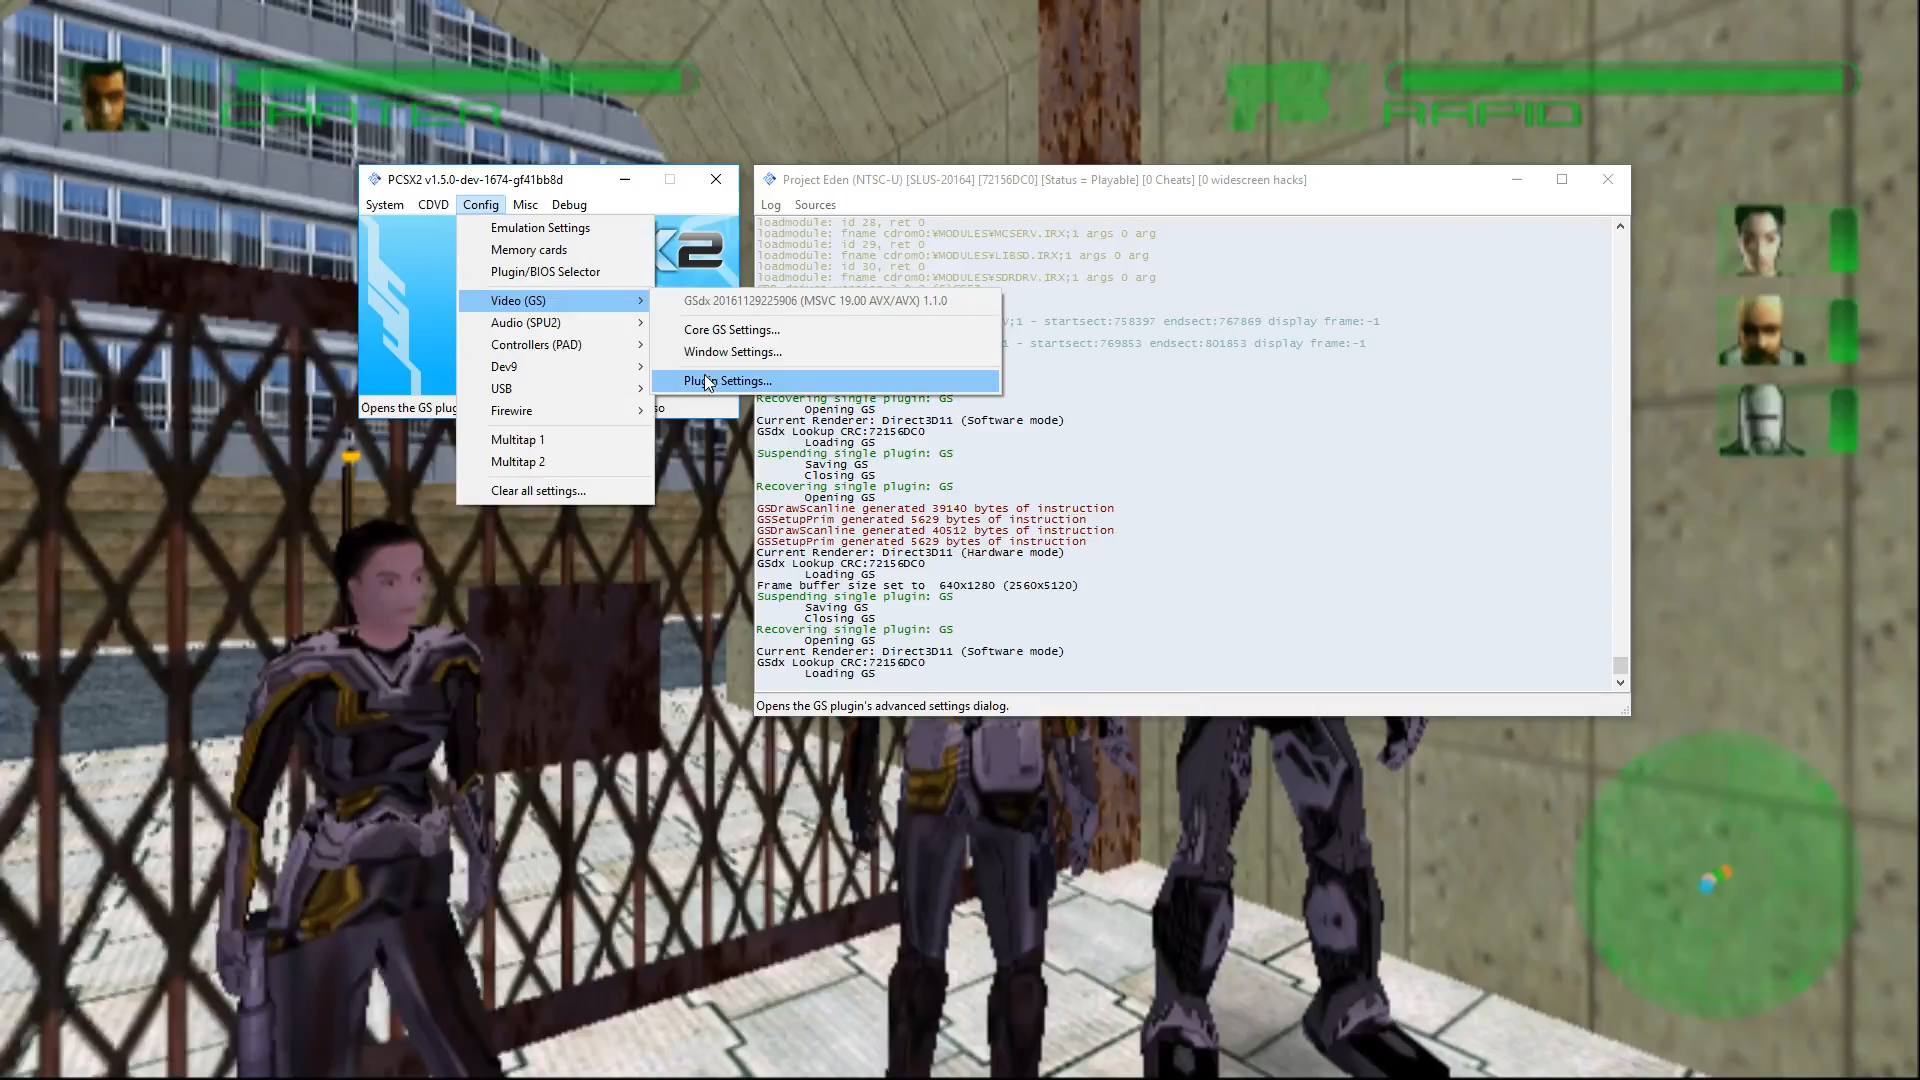 CARTER
RAPID
PCSX2 v1.5.0-dev-1674-gf41bb8d
System CDVD Config Misc Debug
Emulation Settings
Memory cards
Plugin/BIOS Selector
Video (GS)
Audio (SPU2)
Controllers (PAD)
Dev9
USB
Firewire
Multitap 1
Multitap 2
Clear all settings...
Opens the GS plug
so
GSdx 20161129225906 (MSVC 19.00 AVX/AVX) 1.1.0
Core GS Settings...
Window Settings...
Plugin Settings...
Project Eden (NTSC-U) [SLUS-20164] [72156DC0] [Status = Playable] [0 Cheats] [0 widescreen hacks]
Log Sources
loadmodule: id 28, ret 0
loadmodule: fname cdrom0:¥MODULES¥MCSERV.IRX;1 args 0 arg
loadmodule: id 29, ret 0
loadmodule: fname cdrom0:¥MODULES¥LIBSD.IRX;1 args 0 arg
loadmodule: id 30, ret 0
loadmodule: fname cdrom0:¥MODULES¥SDRDRV.IRX;1 args 0 arg
;1 - startsect:758397 endsect:767869 display frame:-1
1 - startsect:769853 endsect:801853 display frame:-1
Recovering single plugin: GS
Opening GS
Current Renderer: Direct3D11 (Software mode)
GSdx Lookup CRC:72156DC0
Loading GS
Suspending single plugin: GS
Saving GS
Closing GS
Recovering single plugin: GS
Opening GS
GSDrawScanline generated 39140 bytes of instruction
GSSetupPrim generated 5629 bytes of instruction
GSDrawScanline generated 40512 bytes of instruction
GSSetupPrim generated 5629 bytes of instruction
Current Renderer: Direct3D11 (Hardware mode)
GSdx Lookup CRC:72156DC0
Loading GS
Frame buffer size set to 640x1280 (2560x5120)
Suspending single plugin: GS
Saving GS
Closing GS
Recovering single plugin: GS
Opening GS
Current Renderer: Direct3D11 (Software mode)
GSdx Lookup CRC:72156DC0
Loading GS
Opens the GS plugin's advanced settings dialog.